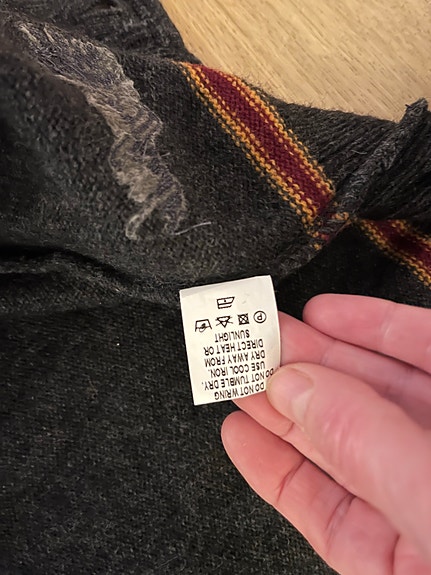 DO NOT WRING
DO NOT TUMBLE DRY.
USE COOL IRON.
DRY AWAY FROM
DIRECT HEAT OR
SUNLIGHT
P